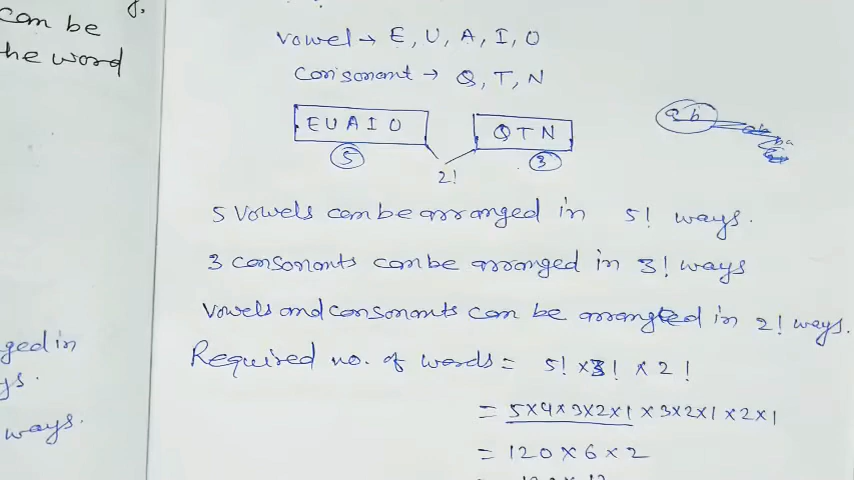 can be
the word
Vowel → E, U, A, I, O
Consonant → Q, T, N
E U A I O
Q T N
5
3
2!
ab
5 vowels can be arranged in 5! ways.
3 consonants can be arranged in 3! ways
Vowels and consonants can be arranged in 2! ways.
ged in
ys.
ways.
Required no. of words = 5! × 3! × 2!
= 5×4×3×2×1 × 3×2×1 × 2×1
= 120 × 6 × 2